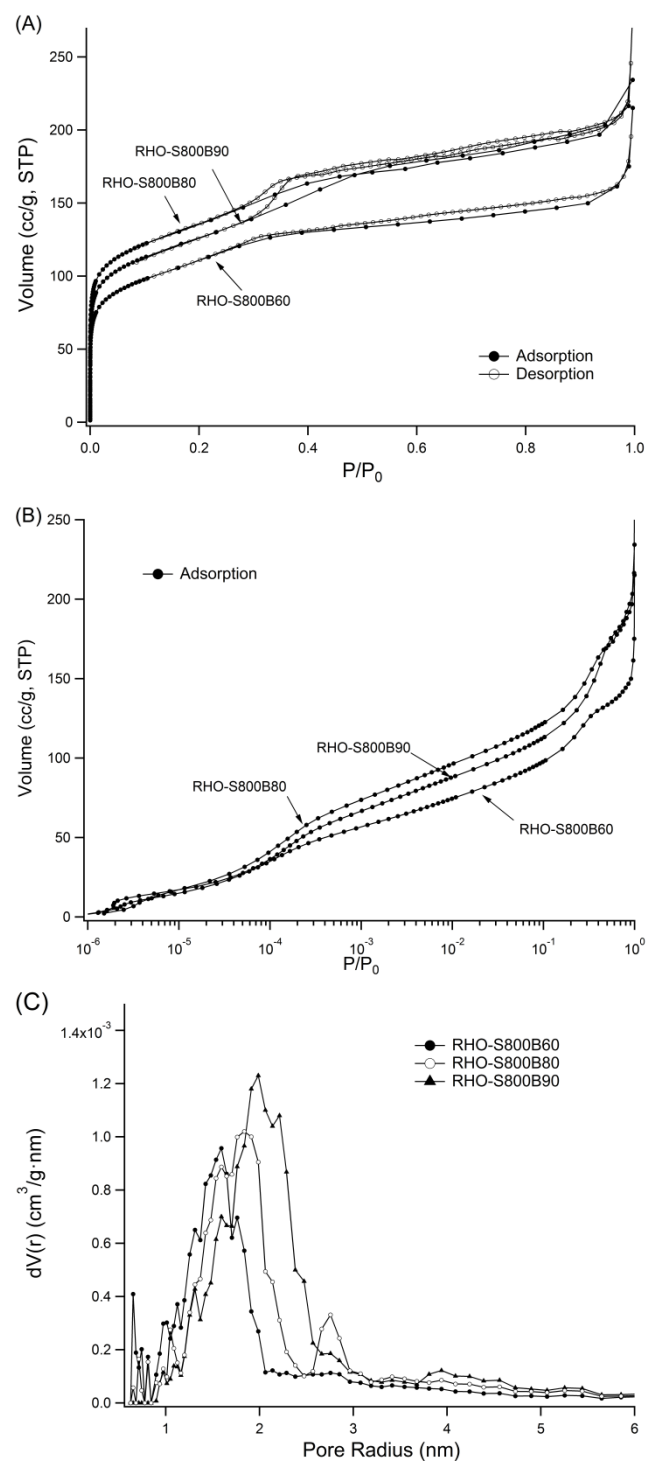 (A)
250
200
150
100
50
0
Volume (cc/g, STP)
RHO-S800B90
RHO-S800B80
RHO-S800B60
Adsorption
Desorption
0.0 0.2 0.4 0.6 0.8 1.0
P/P0
(B)
250
200
150
100
50
0
Volume (cc/g, STP)
Adsorption
RHO-S800B90
RHO-S800B80
RHO-S800B60
10^-6 10^-5 10^-4 10^-3 10^-2 10^-1 10^0
P/P0
(C)
1.4x10^-3
1.2
1.0
0.8
0.6
0.4
0.2
0.0
dV(r) (cm^3/g·nm)
RHO-S800B60
RHO-S800B80
RHO-S800B90
1 2 3 4 5 6
Pore Radius (nm)